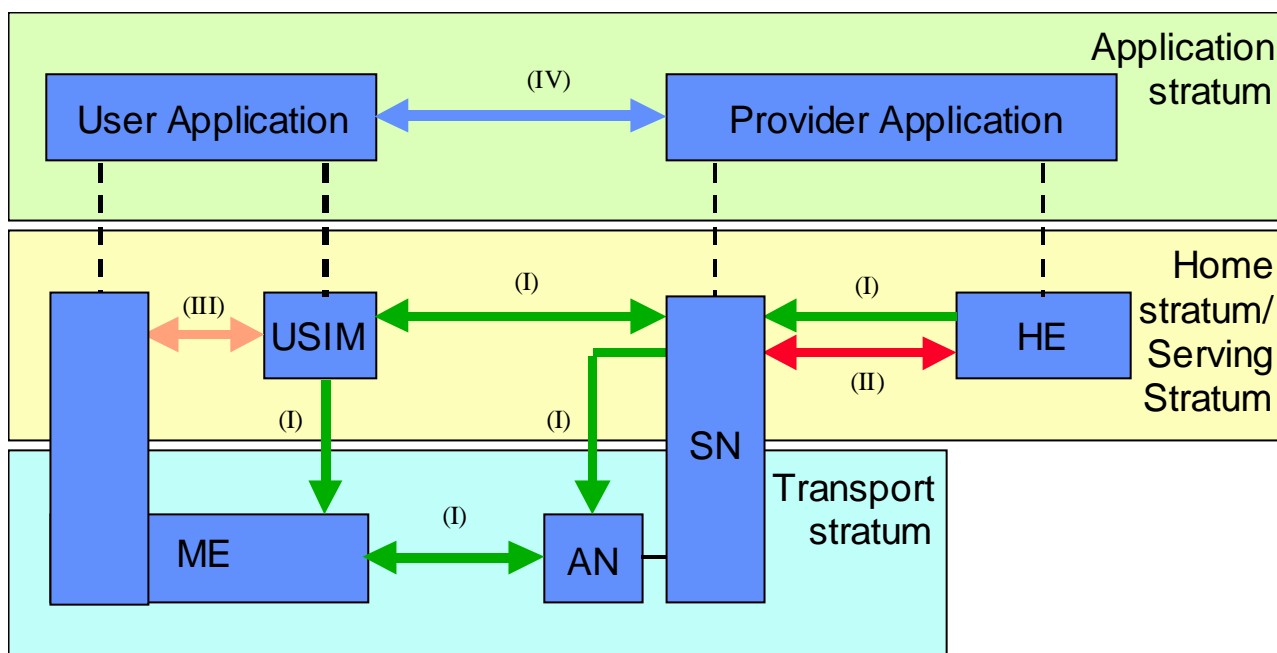 Application
stratum
(IV)
User Application
Provider Application
Home
stratum/
Serving
Stratum
(I)
(I)
(III)
USIM
HE
(II)
(I)
(I)
SN
Transport
stratum
(I)
ME
AN